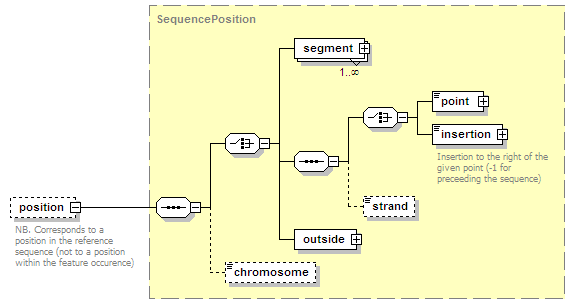 SequencePosition
segment
1..∞
point
insertion
Insertion to the right of the
given point (-1 for
preceeding the sequence)
strand
position
NB. Corresponds to a
position in the reference
sequence (not to a position
within the feature occurence)
outside
chromosome